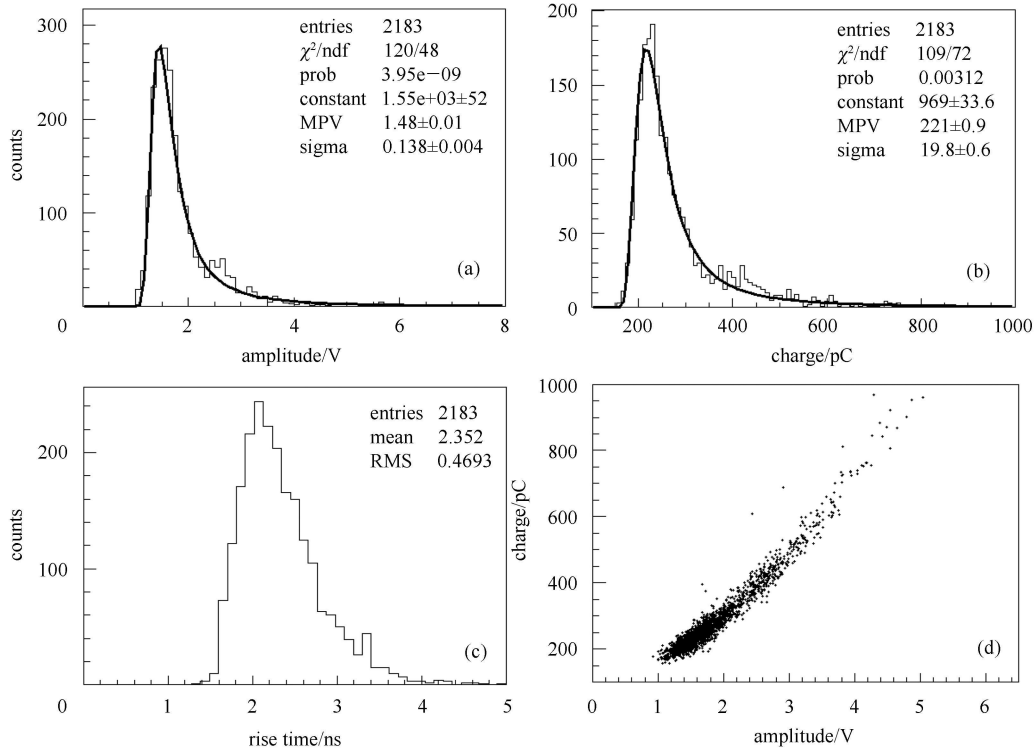 300
200
100
0
counts
entries 2183
χ²/ndf 120/48
prob 3.95e−09
constant 1.55e+03±52
MPV 1.48±0.01
sigma 0.138±0.004
(a)
0 2 4 6 8
amplitude/V
200
150
100
50
0
counts
entries 2183
χ²/ndf 109/72
prob 0.00312
constant 969±33.6
MPV 221±0.9
sigma 19.8±0.6
(b)
200 400 600 800 1000
charge/pC
200
100
counts
entries 2183
mean 2.352
RMS 0.4693
(c)
0 1 2 3 4 5
rise time/ns
1000
800
600
400
200
charge/pC
(d)
0 1 2 3 4 5 6
amplitude/V